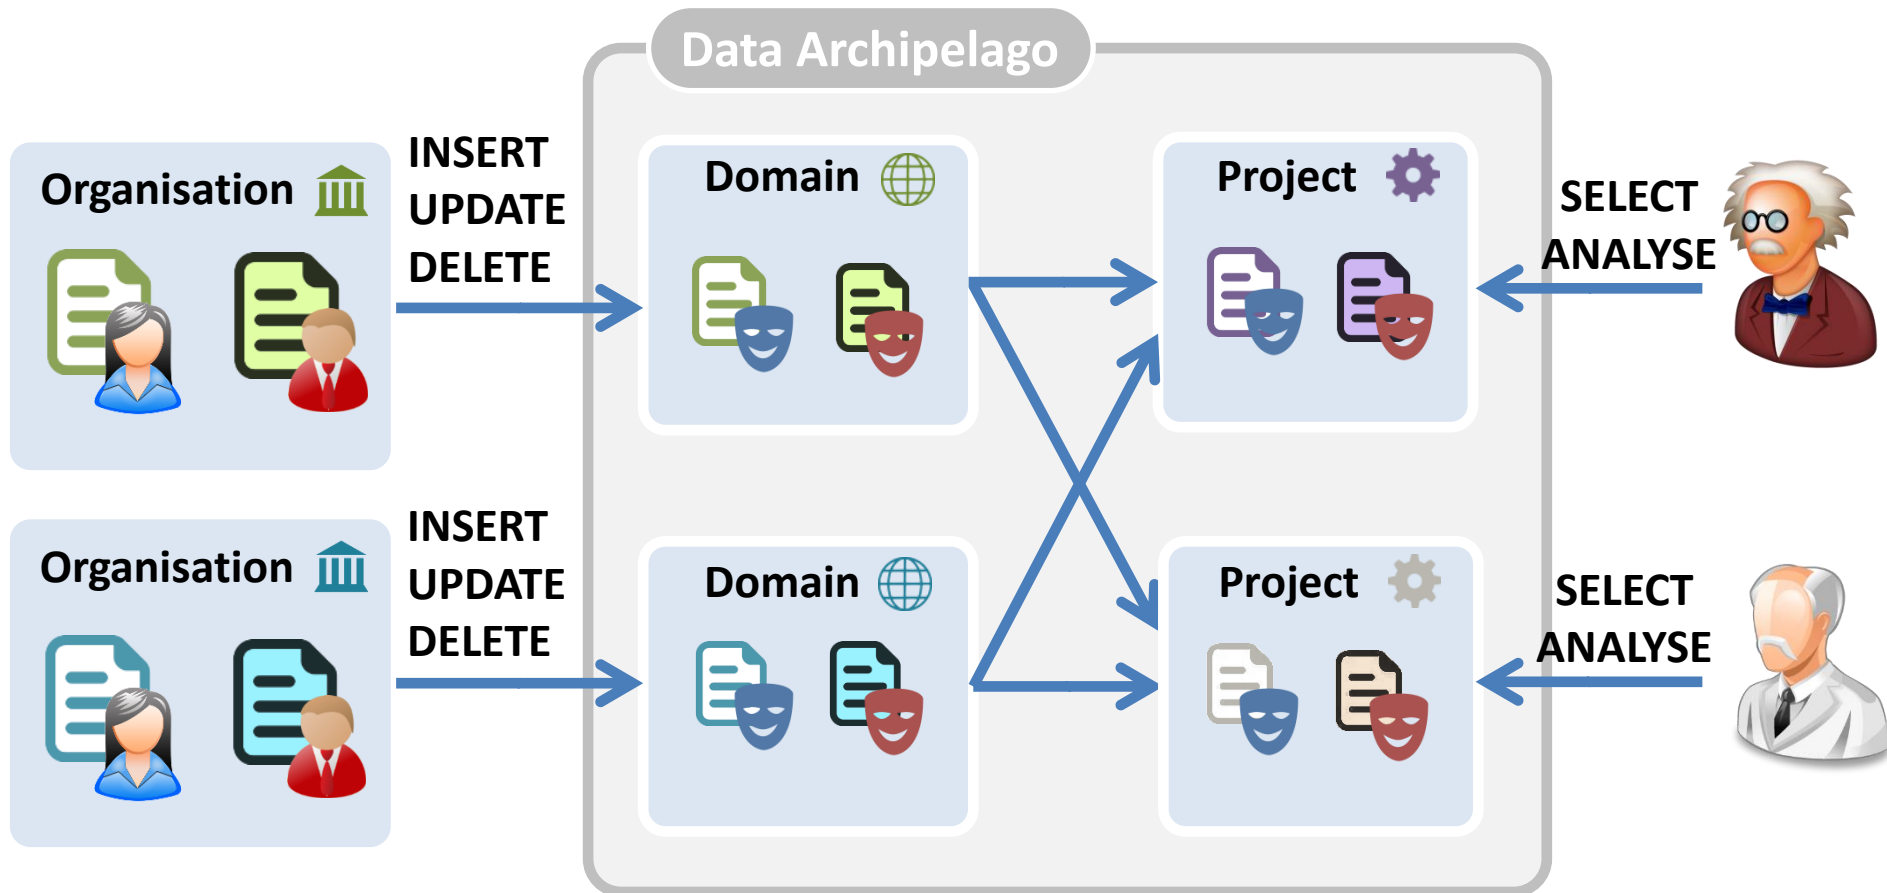 Data Archipelago
Organisation
INSERT
UPDATE
DELETE
Domain
Project
SELECT
ANALYSE
Organisation
INSERT
UPDATE
DELETE
Domain
Project
SELECT
ANALYSE